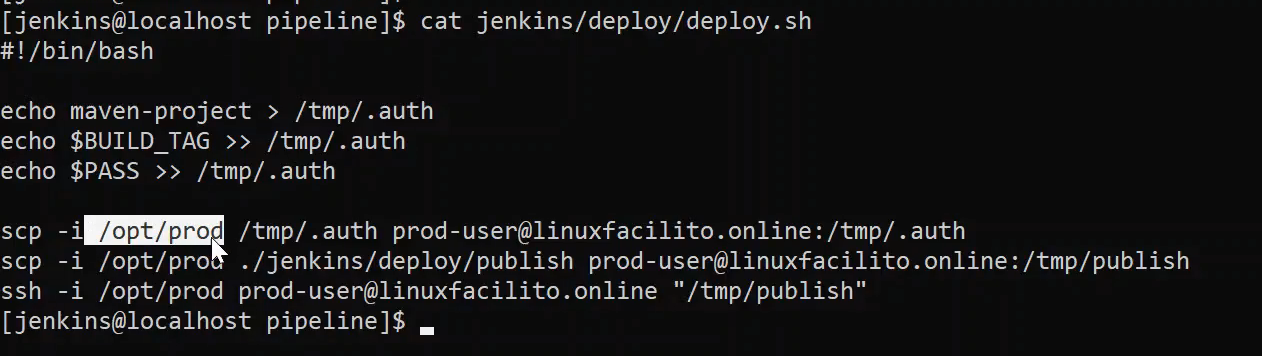 [jenkins@localhost pipeline]$ cat jenkins/deploy/deploy.sh
#!/bin/bash
echo maven-project > /tmp/.auth
echo $BUILD_TAG >> /tmp/.auth
echo $PASS >> /tmp/.auth
scp -i /opt/prod /tmp/.auth prod-user@linuxfacilito.online:/tmp/.auth
scp -i /opt/prod ./jenkins/deploy/publish prod-user@linuxfacilito.online:/tmp/publish
ssh -i /opt/prod prod-user@linuxfacilito.online "/tmp/publish"
[jenkins@localhost pipeline]$